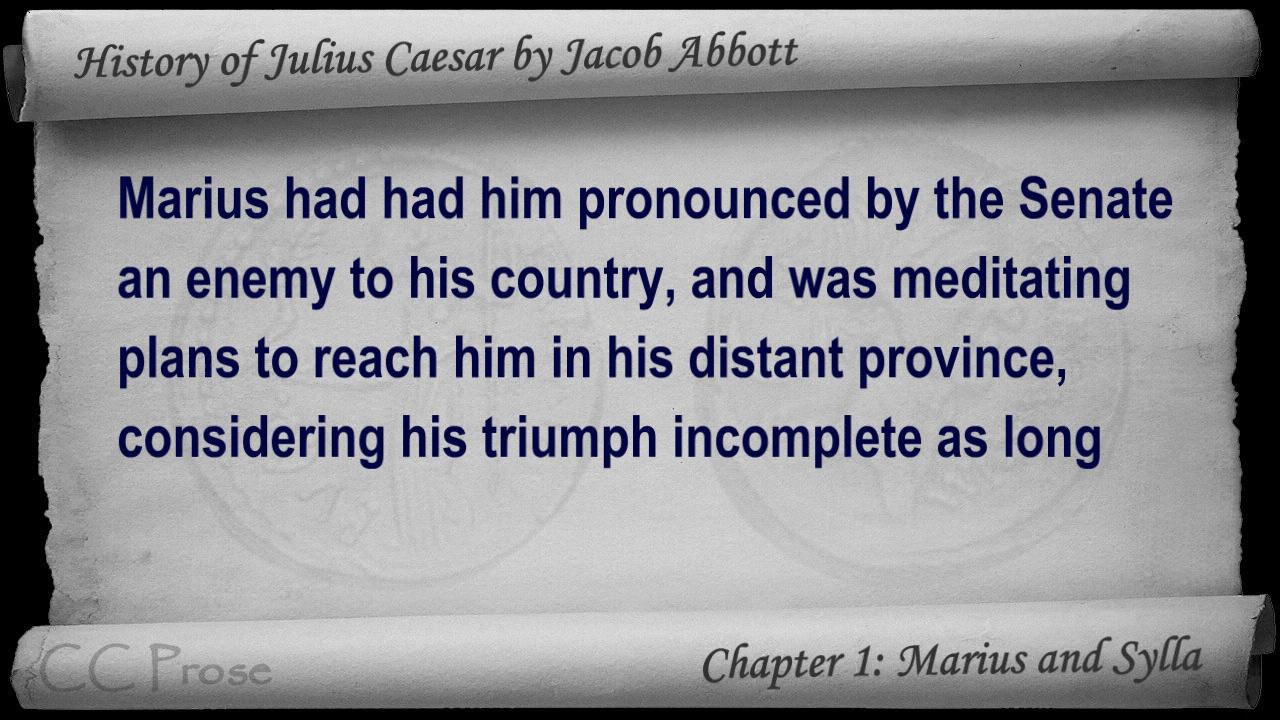 History of Julius Caesar by Jacob Abbott
Marius had had him pronounced by the Senate
an enemy to his country, and was meditating
plans to reach him in his distant province,
considering his triumph incomplete as long
CC Prose
Chapter 1: Marius and Sylla